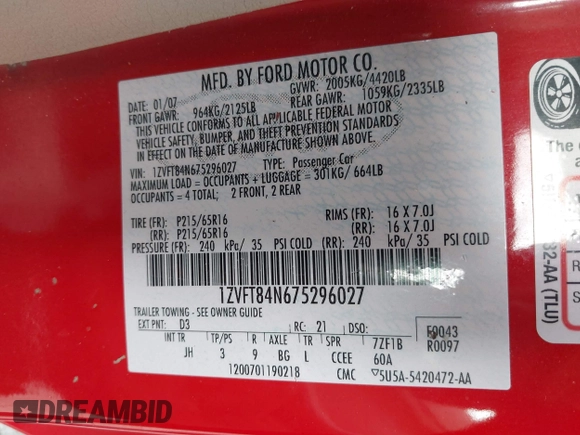 MFD. BY FORD MOTOR CO.
DATE: 01/07 GVWR: 2005KG/4420LB
FRONT GAWR: 964KG/2125LB REAR GAWR: 1059KG/2335LB
THIS VEHICLE CONFORMS TO ALL APPLICABLE FEDERAL MOTOR
VEHICLE SAFETY, BUMPER, AND THEFT PREVENTION STANDARDS
IN EFFECT ON THE DATE OF MANUFACTURE SHOWN ABOVE.
VIN: 1ZVFT84N675296027 TYPE: Passenger Car
MAXIMUM LOAD = OCCUPANTS + LUGGAGE = 301KG/ 664LB
OCCUPANTS = 4 TOTAL; 2 FRONT, 2 REAR
TIRE (FR): P215/65R16 RIMS (FR): 16 X 7.0J
(RR): P215/65R16 (RR): 16 X 7.0J
PRESSURE (FR): 240 kPa/ 35 PSI COLD (RR): 240 kPa/ 35 PSI COLD
1ZVFT84N675296027
TRAILER TOWING - SEE OWNER GUIDE
EXT PNT: D3 RC: 21 DSO: F0043
INT TR TP/PS R AXLE TR SPR 7ZF1B R0097
JH 3 9 BG L CCEE 60A
1200701190218 CMC 5U5A-5420472-AA
The
a
32-AA (TLU)
R
S
DREAMBID